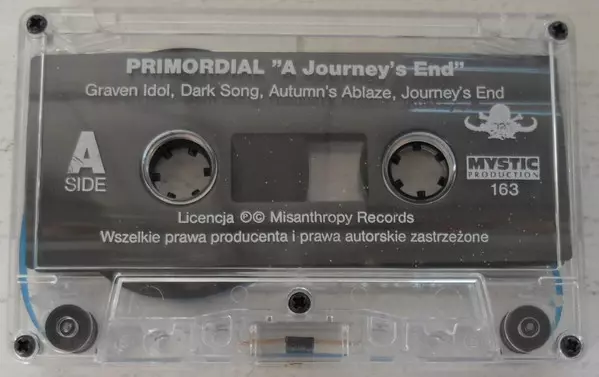 PRIMORDIAL "A Journey's End"
Graven Idol, Dark Song, Autumn's Ablaze, Journey's End
A
SIDE
MYSTIC
PRODUCTION
163
Licencja ℗© Misanthropy Records
Wszelkie prawa producenta i prawa autorskie zastrzeżone